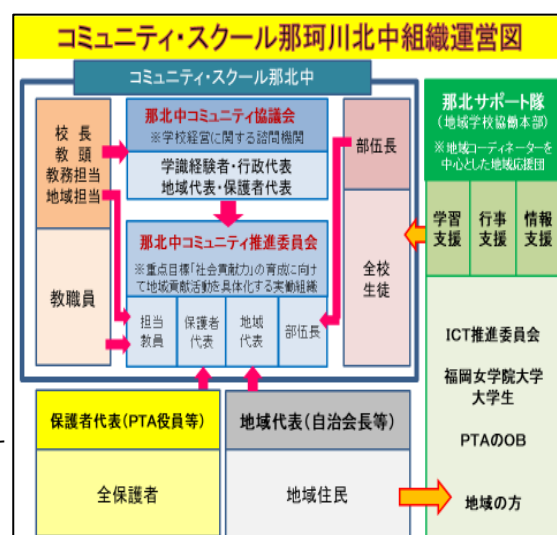 コミュニティ・スクール那珂川北中組織運営図
コミュニティ・スクール那北中
校長
教頭
教務担当
地域担当
教職員
那北中コミュニティ協議会
※学校経営に関する諮問機関
学識経験者・行政代表
地域代表・保護者代表
那北中コミュニティ推進委員会
※重点目標「社会貢献力」の育成に向け
て地域貢献活動を具体化する実働組織
担当
教員
保護者
代表
地域
代表
部伍長
部伍長
全校
生徒
那北サポート隊
(地域学校協働本部)
※地域コーディネーターを
中心とした地域応援団
学習
支援
行事
支援
情報
支援
ICT推進委員会
福岡女学院大学
大学生
PTAのOB
地域の方
保護者代表(PTA役員等)
全保護者
地域代表(自治会長等)
地域住民